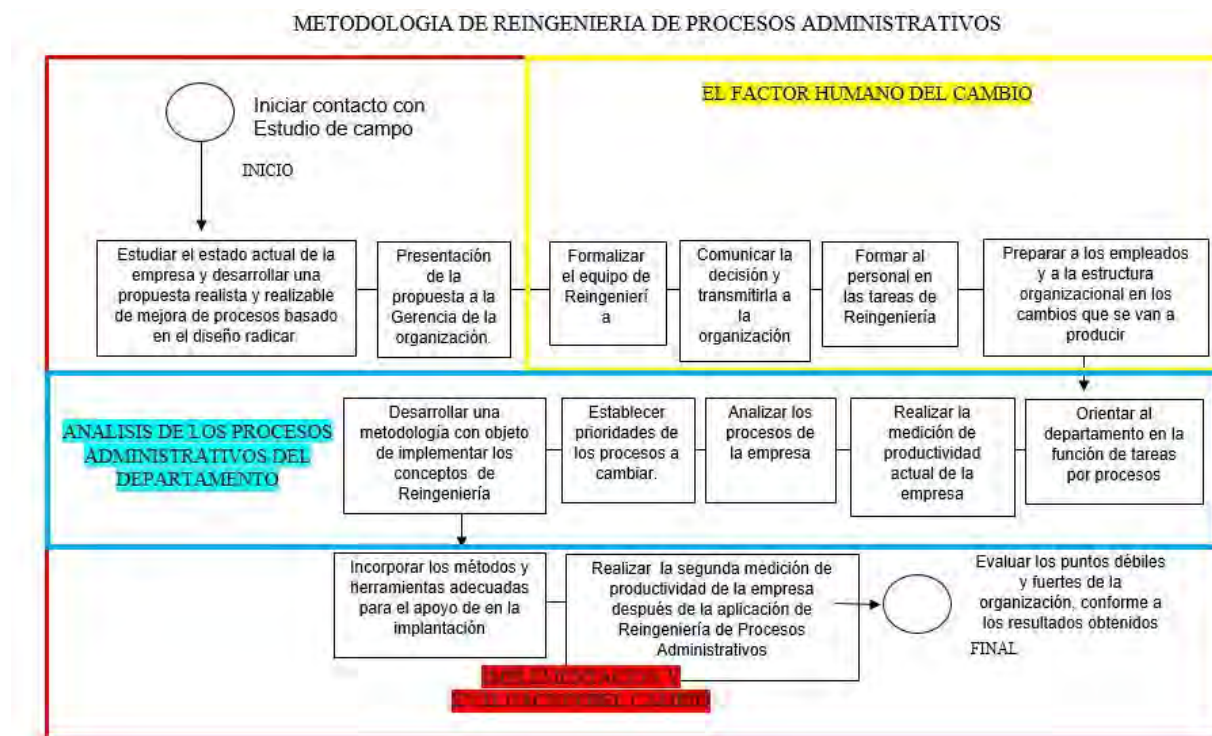 METODOLOGIA DE REINGENIERIA DE PROCESOS ADMINISTRATIVOS
Iniciar contacto con
Estudio de campo
INICIO
EL FACTOR HUMANO DEL CAMBIO
Estudiar el estado actual de la
empresa y desarrollar una
propuesta realista y realizable
de mejora de procesos basado
en el diseño radicar.
Presentación
de la
propuesta a la
Gerencia de la
organización.
Formalizar
el equipo de
Reingenierí
a
Comunicar la
decisión y
transmitirla a
la
organización
Formar al
personal en
las tareas de
Reingeniería
Preparar a los empleados
y a la estructura
organizacional en los
cambios que se van a
producir
ANALISIS DE LOS PROCESOS
ADMINISTRATIVOS DEL
DEPARTAMENTO
Desarrollar una
metodología con objeto
de implementar los
conceptos de
Reingeniería
Establecer
prioridades de
los procesos a
cambiar.
Analizar los
procesos de
la empresa
Realizar la
medición de
productividad
actual de la
empresa
Orientar al
departamento en la
función de tareas
por procesos
Incorporar los métodos y
herramientas adecuadas
para el apoyo de en la
implantación
Realizar la segunda medición de
productividad de la empresa
después de la aplicación de
Reingeniería de Procesos
Administrativos
Evaluar los puntos débiles
y fuertes de la
organización, conforme a
los resultados obtenidos
FINAL
DEL CAMBIO